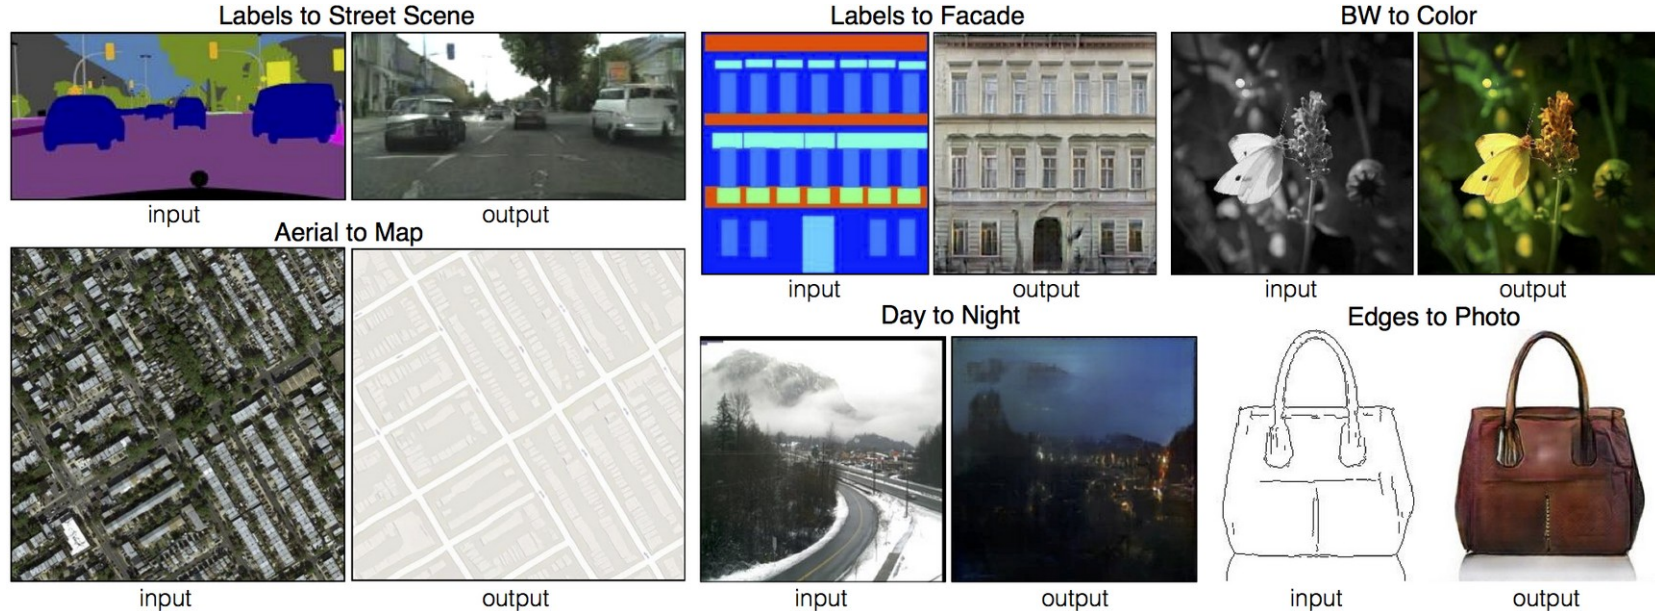 Labels to Street Scene
input
output
Aerial to Map
input
output
Labels to Facade
input
output
BW to Color
input
output
Day to Night
input
output
Edges to Photo
input
output